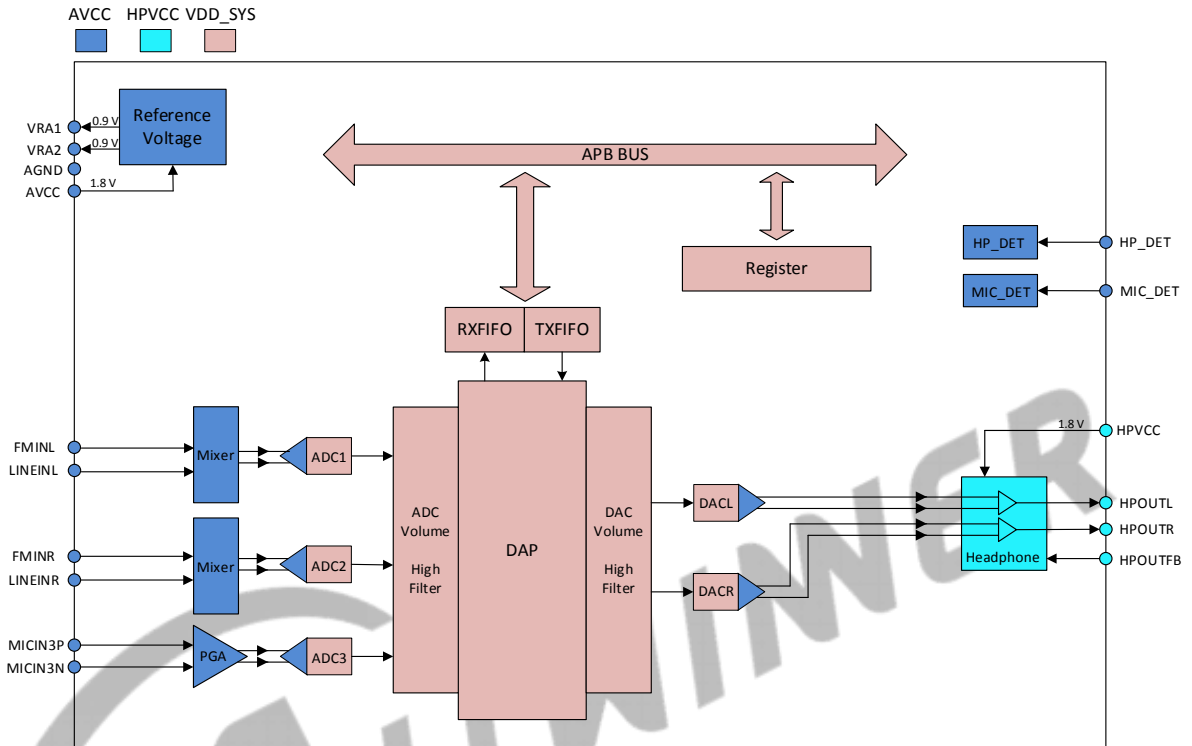 AVCC HPVCC VDD_SYS
Reference
Voltage
VRA1
0.9 V
VRA2
0.9 V
AGND
AVCC
1.8 V
APB BUS
Register
HP_DET
HP_DET
MIC_DET
MIC_DET
RXFIFO
TXFIFO
FMINL
LINEINL
Mixer
ADC1
FMINR
LINEINR
Mixer
ADC2
MICIN3P
MICIN3N
PGA
ADC3
ADC
Volume
High
Filter
DAP
DAC
Volume
High
Filter
DACL
DACR
1.8 V
HPVCC
HPOUTL
HPOUTR
HPOUTFB
Headphone
ALLWINNER